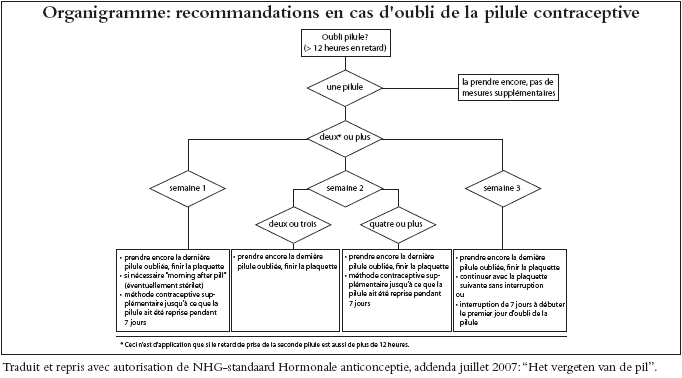 Organigramme: recommandations en cas d'oubli de la pilule contraceptive
Oubli pilule?
(> 12 heures en retard)
une pilule
la prendre encore, pas de
mesures supplémentaires
deux* ou plus
semaine 1
semaine 2
semaine 3
deux ou trois
quatre ou plus
• prendre encore la dernière
pilule oubliée, finir la plaquette
• si nécessaire "morning after pill"
(éventuellement stérilet)
• méthode contraceptive sup-
plémentaire jusqu'à ce que la
pilule ait été reprise pendant
7 jours
• prendre encore la dernière
pilule oubliée, finir la plaquette
• prendre encore la dernière
pilule oubliée, finir la plaquette
• méthode contraceptive sup-
plémentaire jusqu'à ce que la
pilule ait été reprise pendant
7 jours
• prendre encore la dernière
pilule oubliée, finir la plaquette
• continuer avec la plaquette
suivante sans interruption
ou
• interruption de 7 jours à débuter
le premier jour d'oubli de la
pilule
* Ceci n'est d'application que si le retard de prise de la seconde pilule est aussi de plus de 12 heures.
Traduit et repris avec autorisation de NHG-standaard Hormonale anticonceptie, addenda juillet 2007: "Het vergeten van de pil".